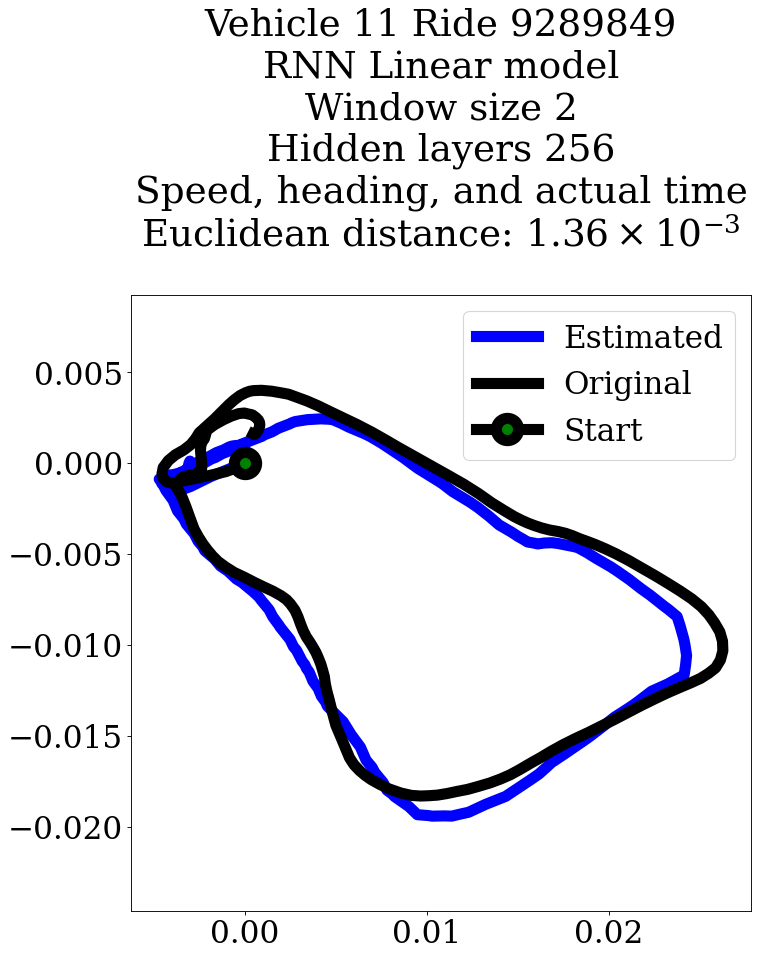 Vehicle 11 Ride 9289849
RNN Linear model
Window size 2
Hidden layers 256
Speed, heading, and actual time
Euclidean distance: 1.36 × 10⁻³
Estimated
Original
Start
0.005
0.000
−0.005
−0.010
−0.015
−0.020
0.00 0.01 0.02